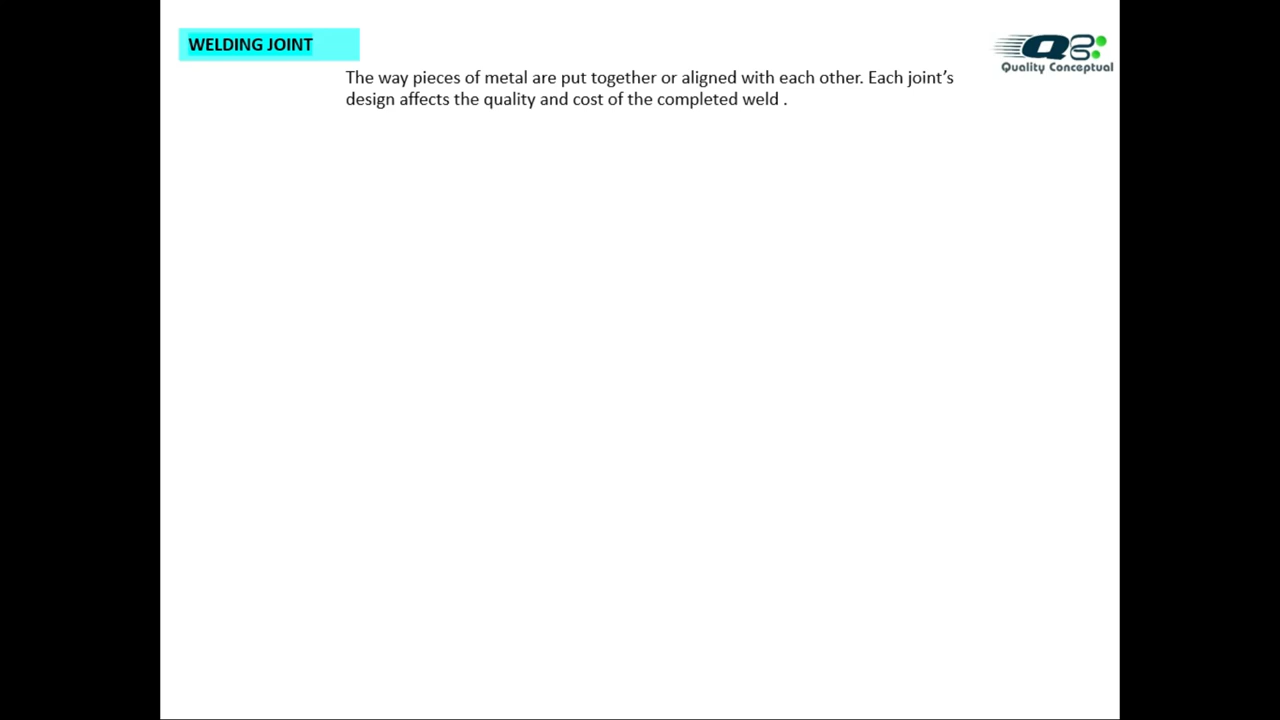 WELDING JOINT
Quality Conceptual
The way pieces of metal are put together or aligned with each other. Each joint’s
design affects the quality and cost of the completed weld .